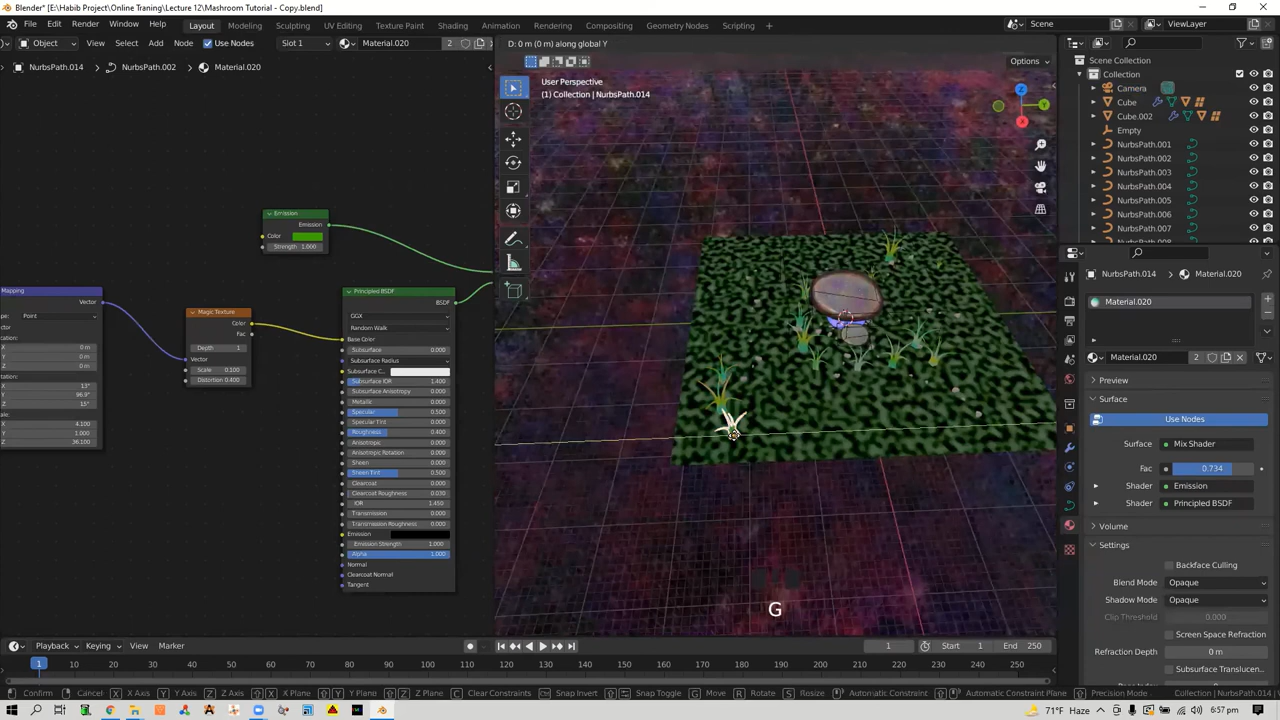 Blender* [E:\Habib Project\Online Traning\Lecture 12\Mashroom Tutorial - Copy.blend]
File Edit Render Window Help Layout Modeling Sculpting UV Editing Texture Paint Shading Animation Rendering Compositing Geometry Nodes Scripting Scene ViewLayer
Object View Select Add Node Use Nodes Slot 1 Material.020 2
D: 0 m (0 m) along global Y
NurbsPath.014 NurbsPath.002 Material.020
Options
User Perspective
(1) Collection | NurbsPath.014
Z
Y
X
Scene Collection
Collection
Camera
Cube
Cube.002
Empty
NurbsPath.001
NurbsPath.002
NurbsPath.003
NurbsPath.004
NurbsPath.005
NurbsPath.006
NurbsPath.007
Emission
Emission
Color
Strength 1.000
Mapping
Vector
Point
0 m
0 m
0 m
X 13°
Y 96.9°
Z 15°
X 4.100
Y 1.000
Z 36.100
Magic Texture
Color
Fac
Depth 1
Vector
Scale 0.100
Distortion 0.400
Principled BSDF
BSDF
GGX
Random Walk
Base Color
Subsurface 0.000
Subsurface Radius
Subsurface C...
Subsurface IOR 1.400
Subsurface Anisotropy 0.000
Metallic 0.000
Specular 0.500
Specular Tint 0.000
Roughness 0.400
Anisotropic 0.000
Anisotropic Rotation 0.000
Sheen 0.000
Sheen Tint 0.500
Clearcoat 0.000
Clearcoat Roughness 0.030
IOR 1.450
Transmission 0.000
Transmission Roughness 0.000
Emission
Emission Strength 1.000
Alpha 1.000
Normal
Clearcoat Normal
Tangent
G
NurbsPath.014 Material.020
Material.020
Material.020 2
Preview
Surface
Use Nodes
Surface Mix Shader
Fac 0.734
Shader Emission
Shader Principled BSDF
Volume
Settings
Backface Culling
Blend Mode Opaque
Shadow Mode Opaque
Clip Threshold 0.000
Screen Space Refraction
Refraction Depth 0 m
Subsurface Translucen...
Playback Keying View Marker 1 Start 1 End 250
1 10 20 30 40 50 60 70 80 90 100 110 120 130 140 150 160 170 180 190 200 210 220 230 240 250
Confirm Cancel X Axis Y Axis Z Axis X Plane Y Plane Z Plane Clear Constraints Snap Invert Snap Toggle G Move R Rotate S Resize Automatic Constraint Automatic Constraint Plane Precision Mode Collection | NurbsPath.014
71°F Haze 6:57 pm